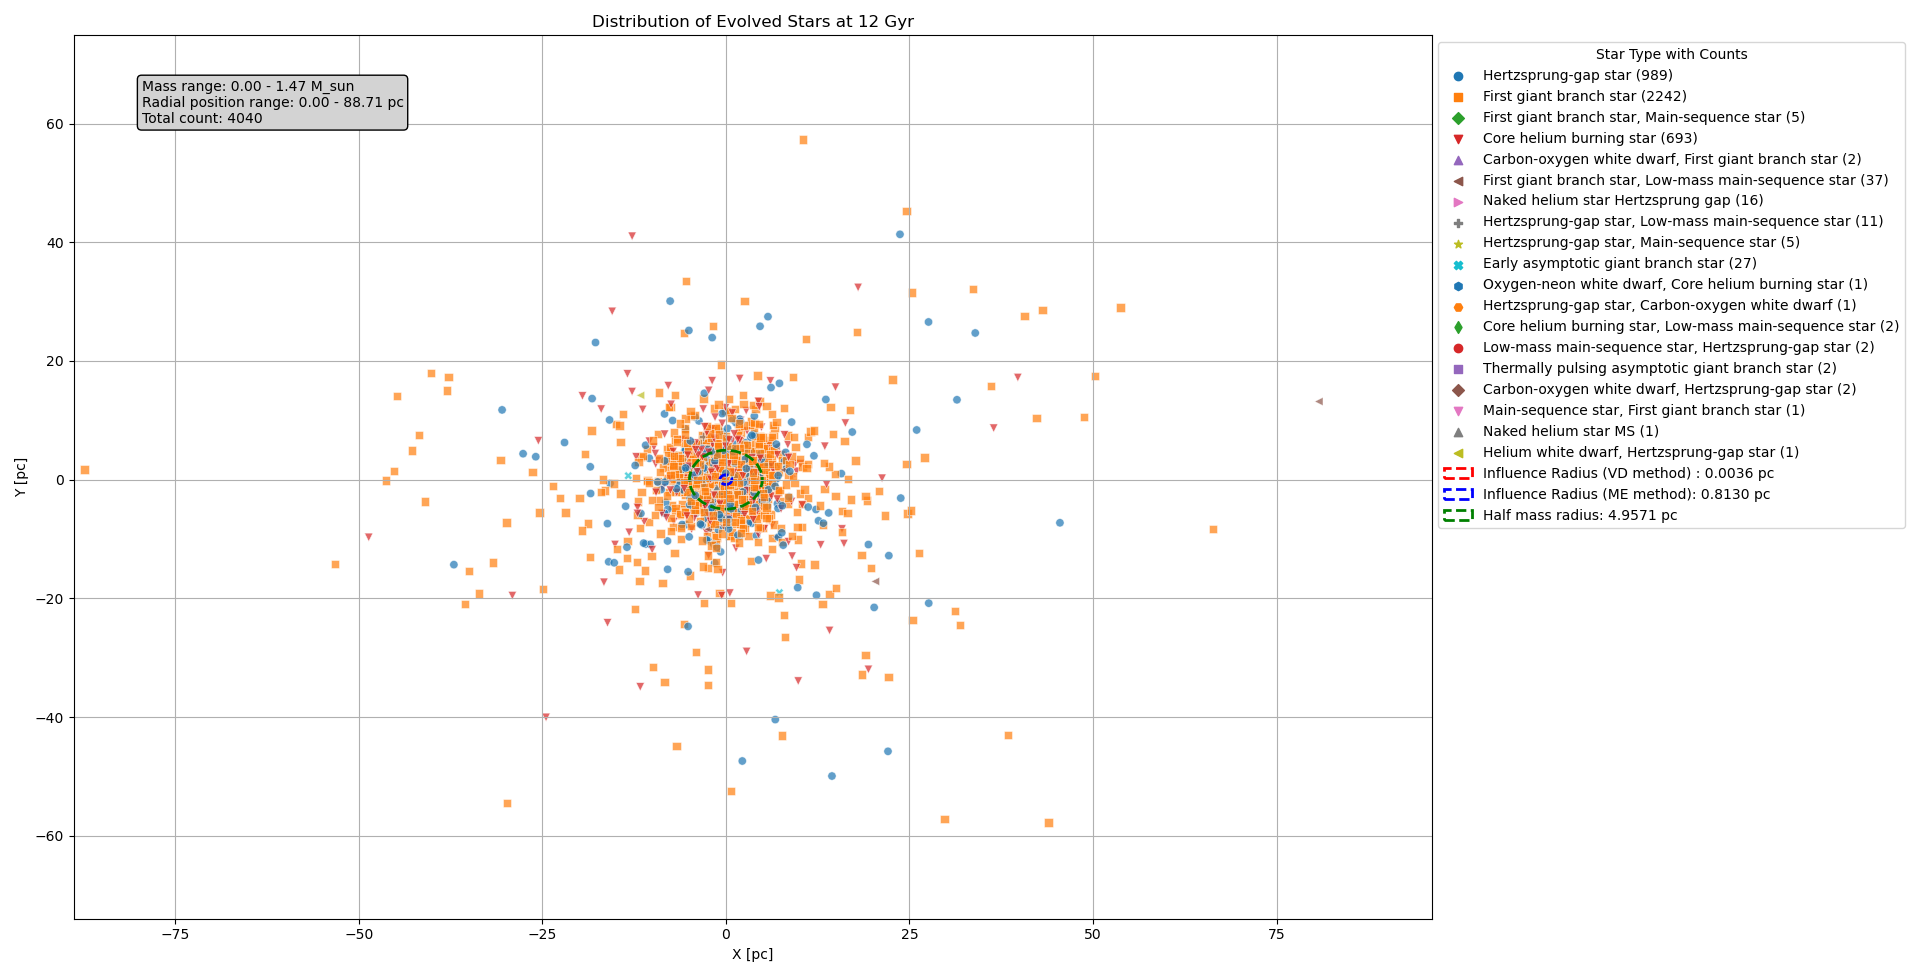 Distribution of Evolved Stars at 12 Gyr
Mass range: 0.00 - 1.47 M_sun
Radial position range: 0.00 - 88.71 pc
Total count: 4040
Y [pc]
60
40
20
0
−20
−40
−60
−75
−50
−25
0
25
50
75
X [pc]
Star Type with Counts
Hertzsprung-gap star (989)
First giant branch star (2242)
First giant branch star, Main-sequence star (5)
Core helium burning star (693)
Carbon-oxygen white dwarf, First giant branch star (2)
First giant branch star, Low-mass main-sequence star (37)
Naked helium star Hertzsprung gap (16)
Hertzsprung-gap star, Low-mass main-sequence star (11)
Hertzsprung-gap star, Main-sequence star (5)
Early asymptotic giant branch star (27)
Oxygen-neon white dwarf, Core helium burning star (1)
Hertzsprung-gap star, Carbon-oxygen white dwarf (1)
Core helium burning star, Low-mass main-sequence star (2)
Low-mass main-sequence star, Hertzsprung-gap star (2)
Thermally pulsing asymptotic giant branch star (2)
Carbon-oxygen white dwarf, Hertzsprung-gap star (2)
Main-sequence star, First giant branch star (1)
Naked helium star MS (1)
Helium white dwarf, Hertzsprung-gap star (1)
Influence Radius (VD method) : 0.0036 pc
Influence Radius (ME method): 0.8130 pc
Half mass radius: 4.9571 pc